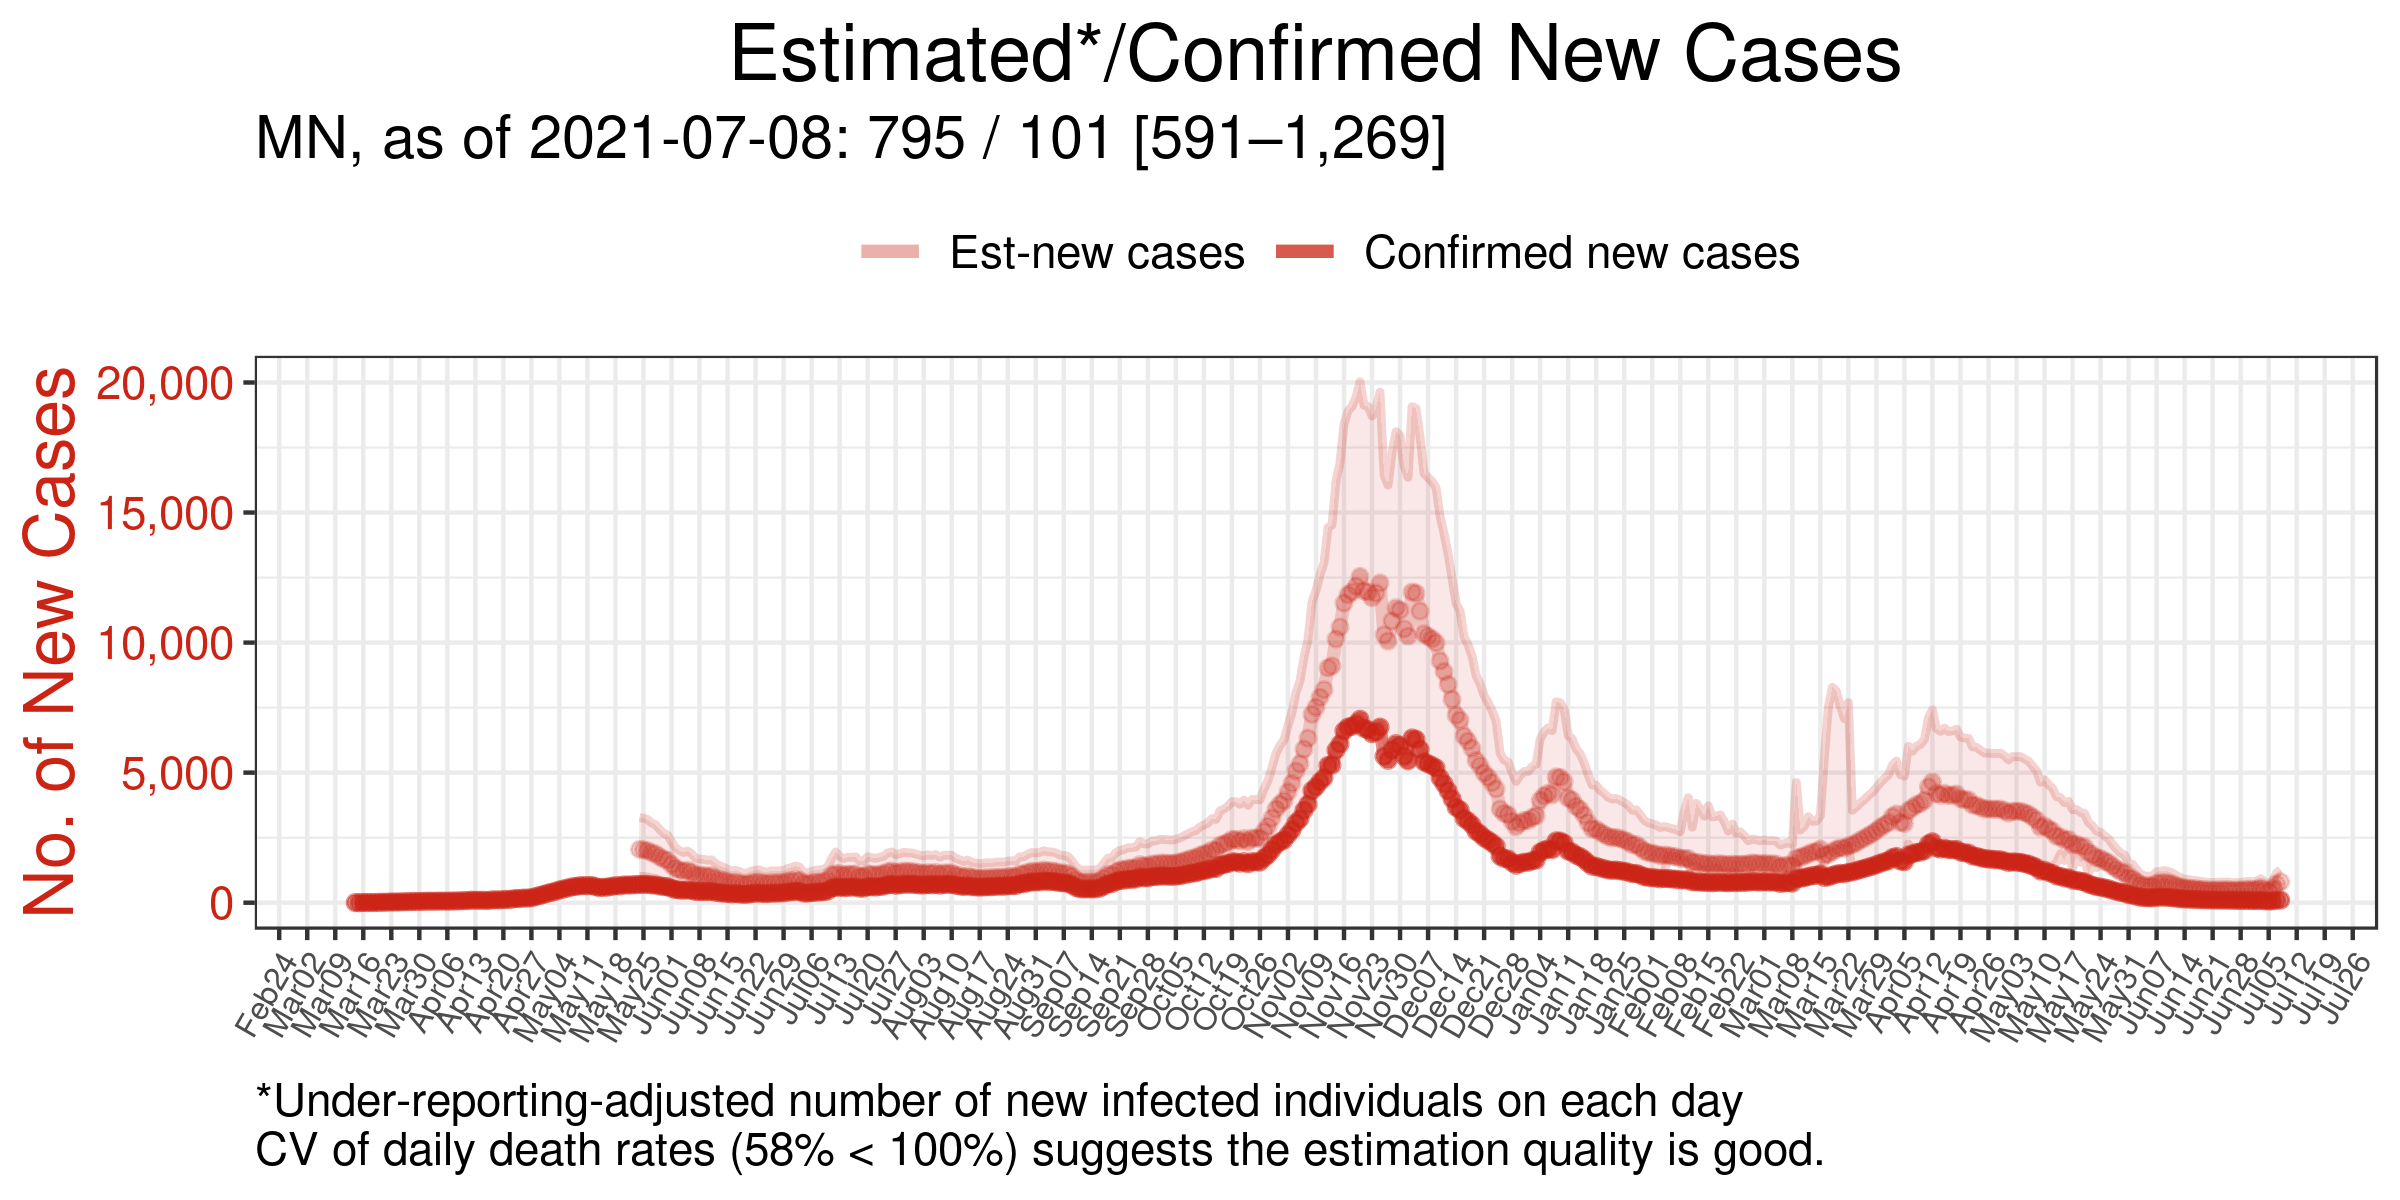 Estimated*/Confirmed New Cases
MN, as of 2021-07-08: 795 / 101 [591–1,269]
Est-new cases
Confirmed new cases
No. of New Cases
20,000
15,000
10,000
5,000
0
Feb24
Mar02
Mar09
Mar16
Mar23
Mar30
Apr06
Apr13
Apr20
Apr27
May04
May11
May18
May25
Jun01
Jun08
Jun15
Jun22
Jun29
Jul06
Jul13
Jul20
Jul27
Aug03
Aug10
Aug17
Aug24
Aug31
Sep07
Sep14
Sep21
Sep28
Oct05
Oct12
Oct19
Oct26
Nov02
Nov09
Nov16
Nov23
Nov30
Dec07
Dec14
Dec21
Dec28
Jan04
Jan11
Jan18
Jan25
Feb01
Feb08
Feb15
Feb22
Mar01
Mar08
Mar15
Mar22
Mar29
Apr05
Apr12
Apr19
Apr26
May03
May10
May17
May24
May31
Jun07
Jun14
Jun21
Jun28
Jul05
Jul12
Jul19
Jul26
*Under-reporting-adjusted number of new infected individuals on each day
CV of daily death rates (58% < 100%) suggests the estimation quality is good.